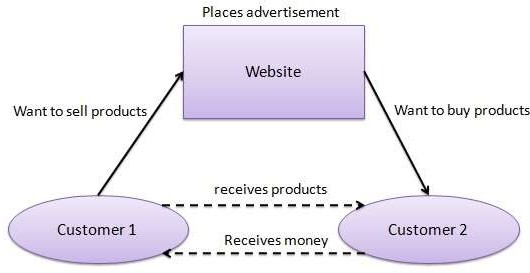 Places advertisement
Website
Want to sell products
Want to buy products
receives products
Customer 1
Customer 2
Receives money